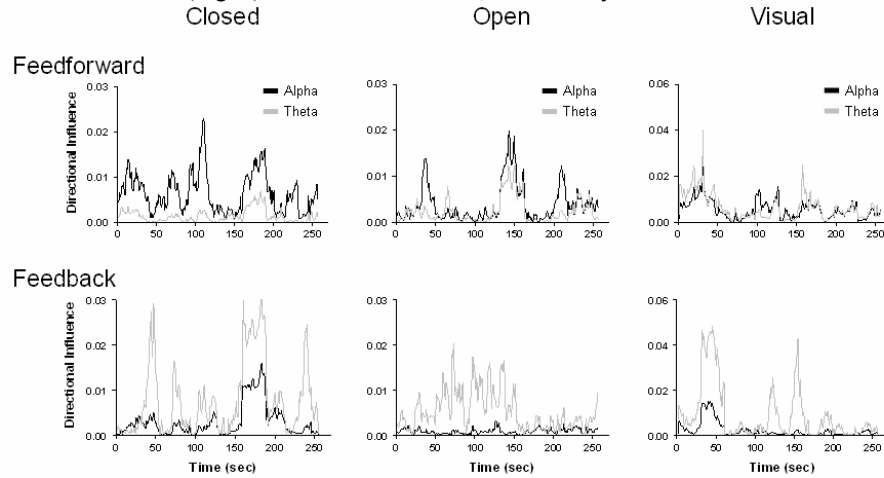 Closed Open Visual
Feedforward
0.03 0.03 0.06
Alpha Alpha Alpha
Theta Theta Theta
0.02 0.02 0.04
Directional Influence
0.01 0.01 0.02
0.00 0.00 0.00
0 50 100 150 200 250 0 50 100 150 200 250 0 50 100 150 200 250
Feedback
0.03 0.03 0.06
0.02 0.02 0.04
Directional Influence
0.01 0.01 0.02
0.00 0.00 0.00
0 50 100 150 200 250 0 50 100 150 200 250 0 50 100 150 200 250
Time (sec) Time (sec) Time (sec)